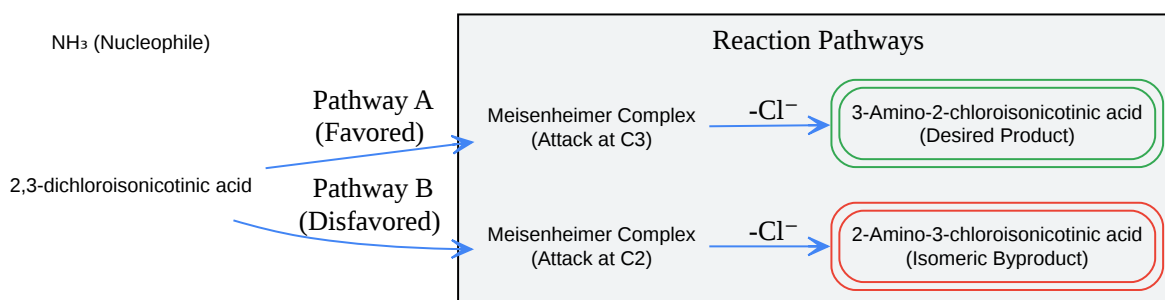 NH₃ (Nucleophile)
Reaction Pathways
Pathway A
(Favored)
Meisenheimer Complex
(Attack at C3)
-Cl⁻
3-Amino-2-chloroisonicotinic acid
(Desired Product)
2,3-dichloroisonicotinic acid
Pathway B
(Disfavored)
Meisenheimer Complex
(Attack at C2)
-Cl⁻
2-Amino-3-chloroisonicotinic acid
(Isomeric Byproduct)